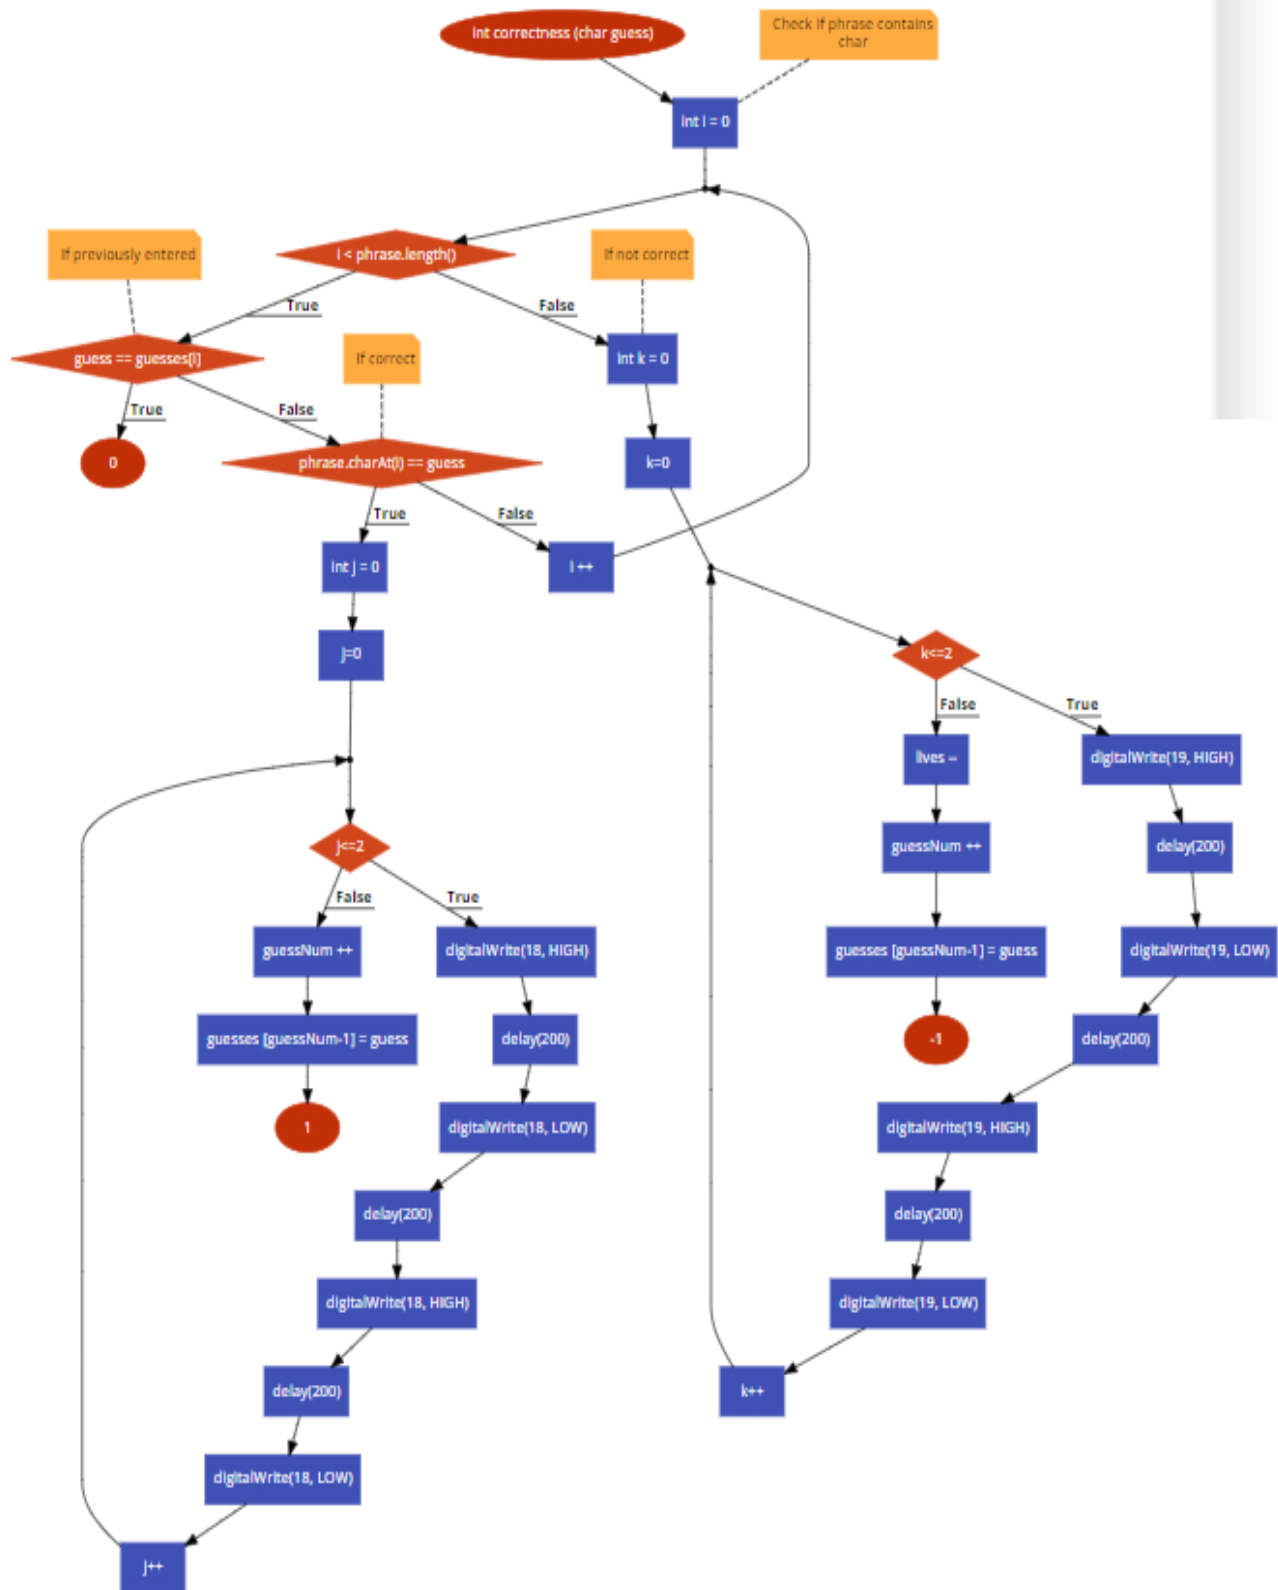 int correctness (char guess)
Check if phrase contains
char
int i = 0
i < phrase.length()
If previously entered
If not correct
True
False
guess == guesses[i]
If correct
int k = 0
True
False
0
phrase.charAt(i) == guess
k=0
True
False
int j = 0
i ++
j=0
k<=2
False
True
lives --
digitalWrite(19, HIGH)
j<=2
guessNum ++
delay(200)
False
True
guessNum ++
digitalWrite(18, HIGH)
guesses [guessNum-1] = guess
digitalWrite(19, LOW)
guesses [guessNum-1] = guess
delay(200)
-1
delay(200)
1
digitalWrite(18, LOW)
digitalWrite(19, HIGH)
delay(200)
delay(200)
digitalWrite(18, HIGH)
digitalWrite(19, LOW)
delay(200)
k++
digitalWrite(18, LOW)
j++